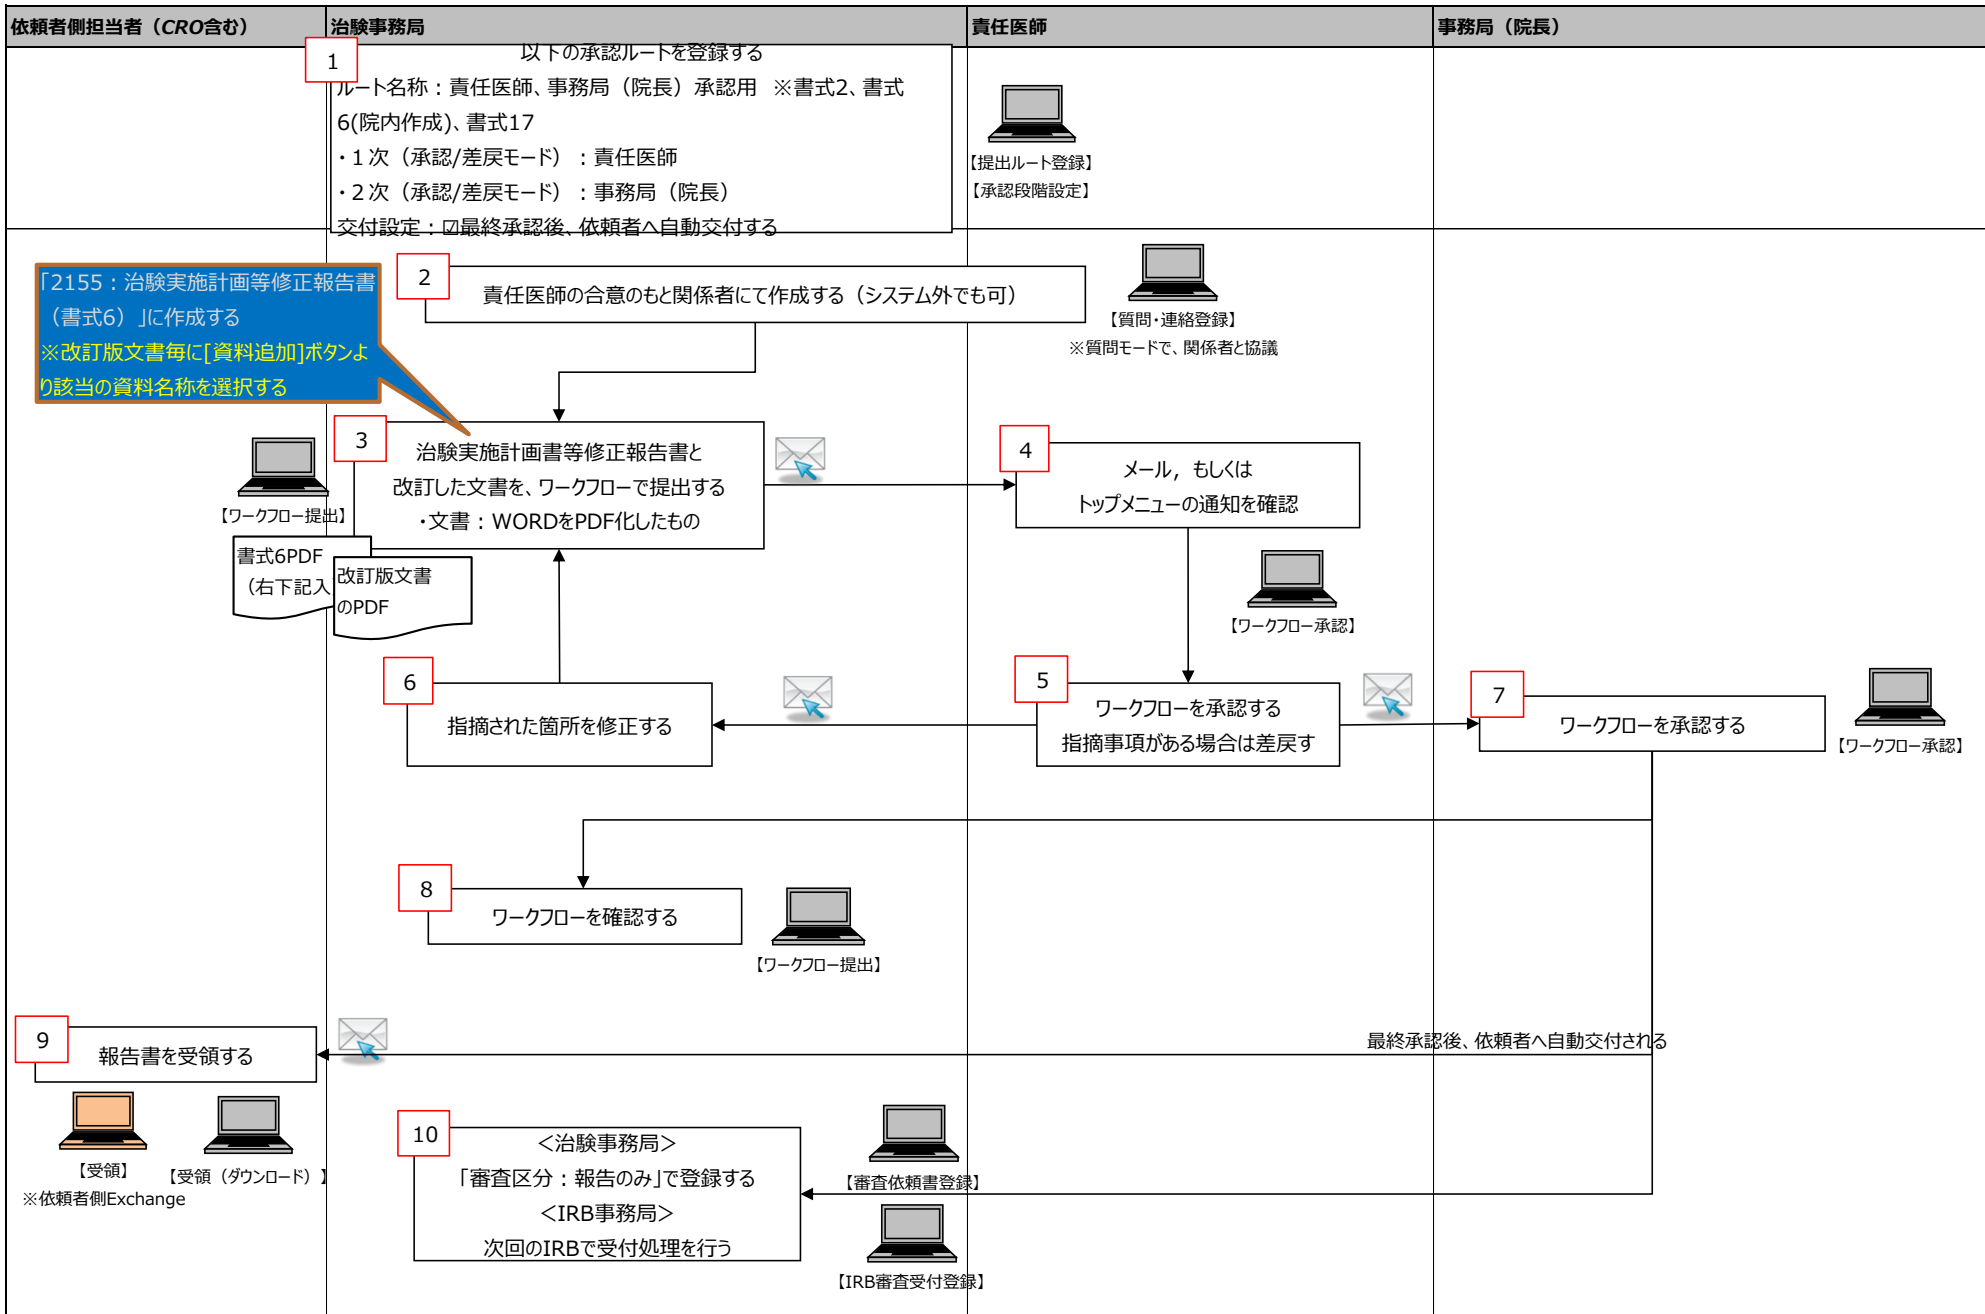 依頼者側担当者（CRO含む）
治験事務局
責任医師
事務局（院長）
1
以下の承認ルートを登録する
ルート名称：責任医師、事務局（院長）承認用　※書式2、書式
6(院内作成)、書式17
・１次（承認/差戻モード）：責任医師
・２次（承認/差戻モード）：事務局（院長）
交付設定：☑最終承認後、依頼者へ自動交付する
【提出ルート登録】
【承認段階設定】
「2155：治験実施計画等修正報告書
（書式6）」に作成する
※改訂版文書毎に[資料追加]ボタンよ
り該当の資料名称を選択する
2
責任医師の合意のもと関係者にて作成する（システム外でも可）
【質問・連絡登録】
※質問モードで、関係者と協議
3
治験実施計画書等修正報告書と
改訂した文書を、ワークフローで提出する
・文書：WORDをPDF化したもの
【ワークフロー提出】
書式6PDF
（右下記入
改訂版文書
のPDF
4
メール，もしくは
トップメニューの通知を確認
【ワークフロー承認】
5
ワークフローを承認する
指摘事項がある場合は差戻す
6
指摘された箇所を修正する
7
ワークフローを承認する
【ワークフロー承認】
8
ワークフローを確認する
【ワークフロー提出】
9
報告書を受領する
最終承認後、依頼者へ自動交付される
【受領】
※依頼者側Exchange
【受領（ダウンロード）】
10
＜治験事務局＞
「審査区分：報告のみ」で登録する
＜IRB事務局＞
次回のIRBで受付処理を行う
【審査依頼書登録】
【IRB審査受付登録】